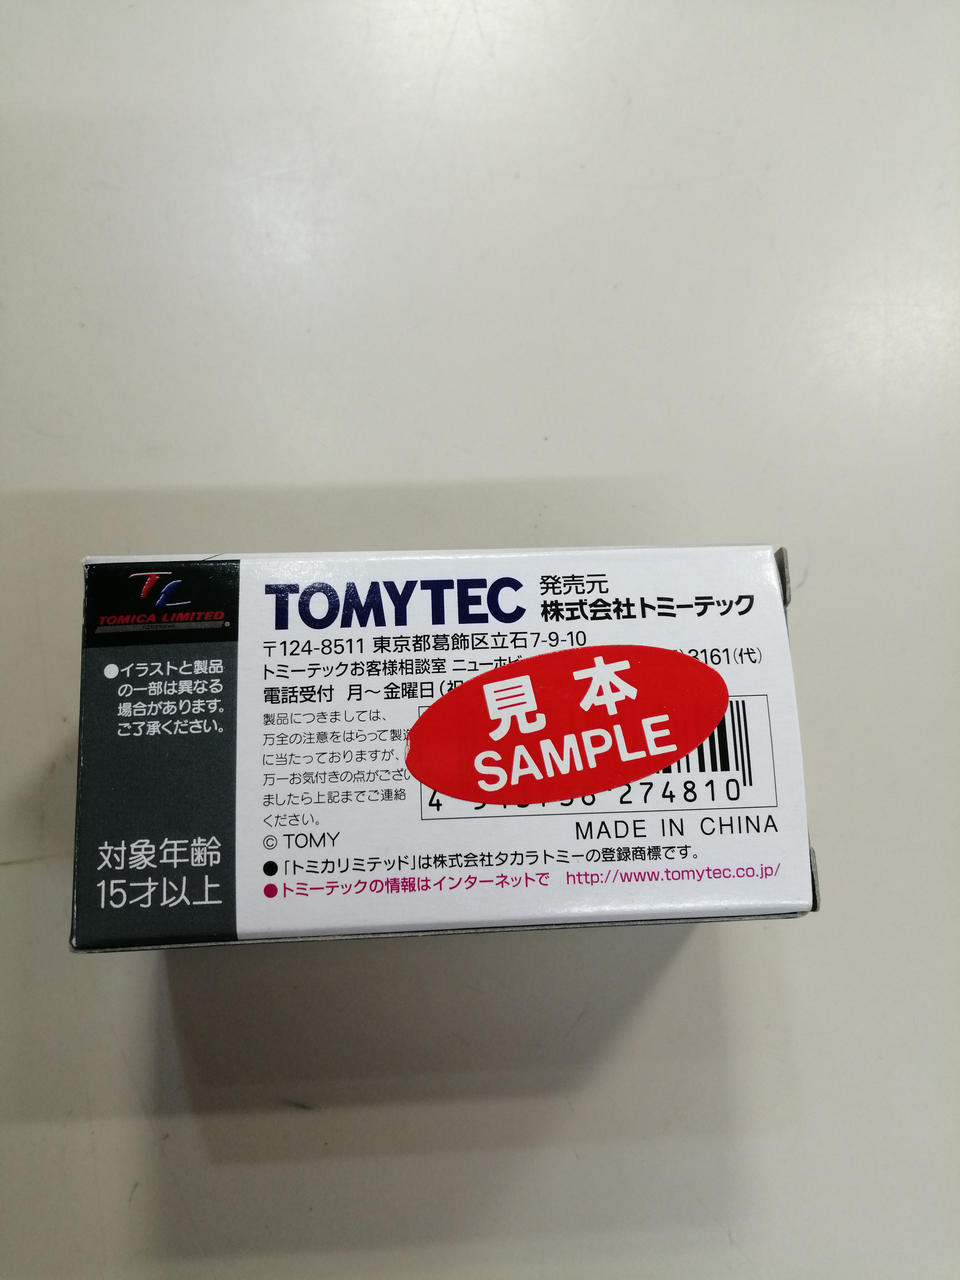 TOMICA LIMITED
●イラストと製品
の一部は異なる
場合があります。
ご了承ください。
対象年齢
15才以上
TOMYTEC
発売元
株式会社トミーテック
〒124-8511 東京都葛飾区立石7-9-10
トミーテックお客様相談室 ニューホビー
3161(代)
電話受付 月〜金曜日(祝
製品につきましては、
万全の注意をはらって製造
に当たっておりますが、
万一お気付きの点がござい
ましたら上記までご連絡
ください。
見本
SAMPLE
4
274810
© TOMY
MADE IN CHINA
●「トミカリミテッド」は株式会社タカラトミーの登録商標です。
●トミーテックの情報はインターネットで http://www.tomytec.co.jp/